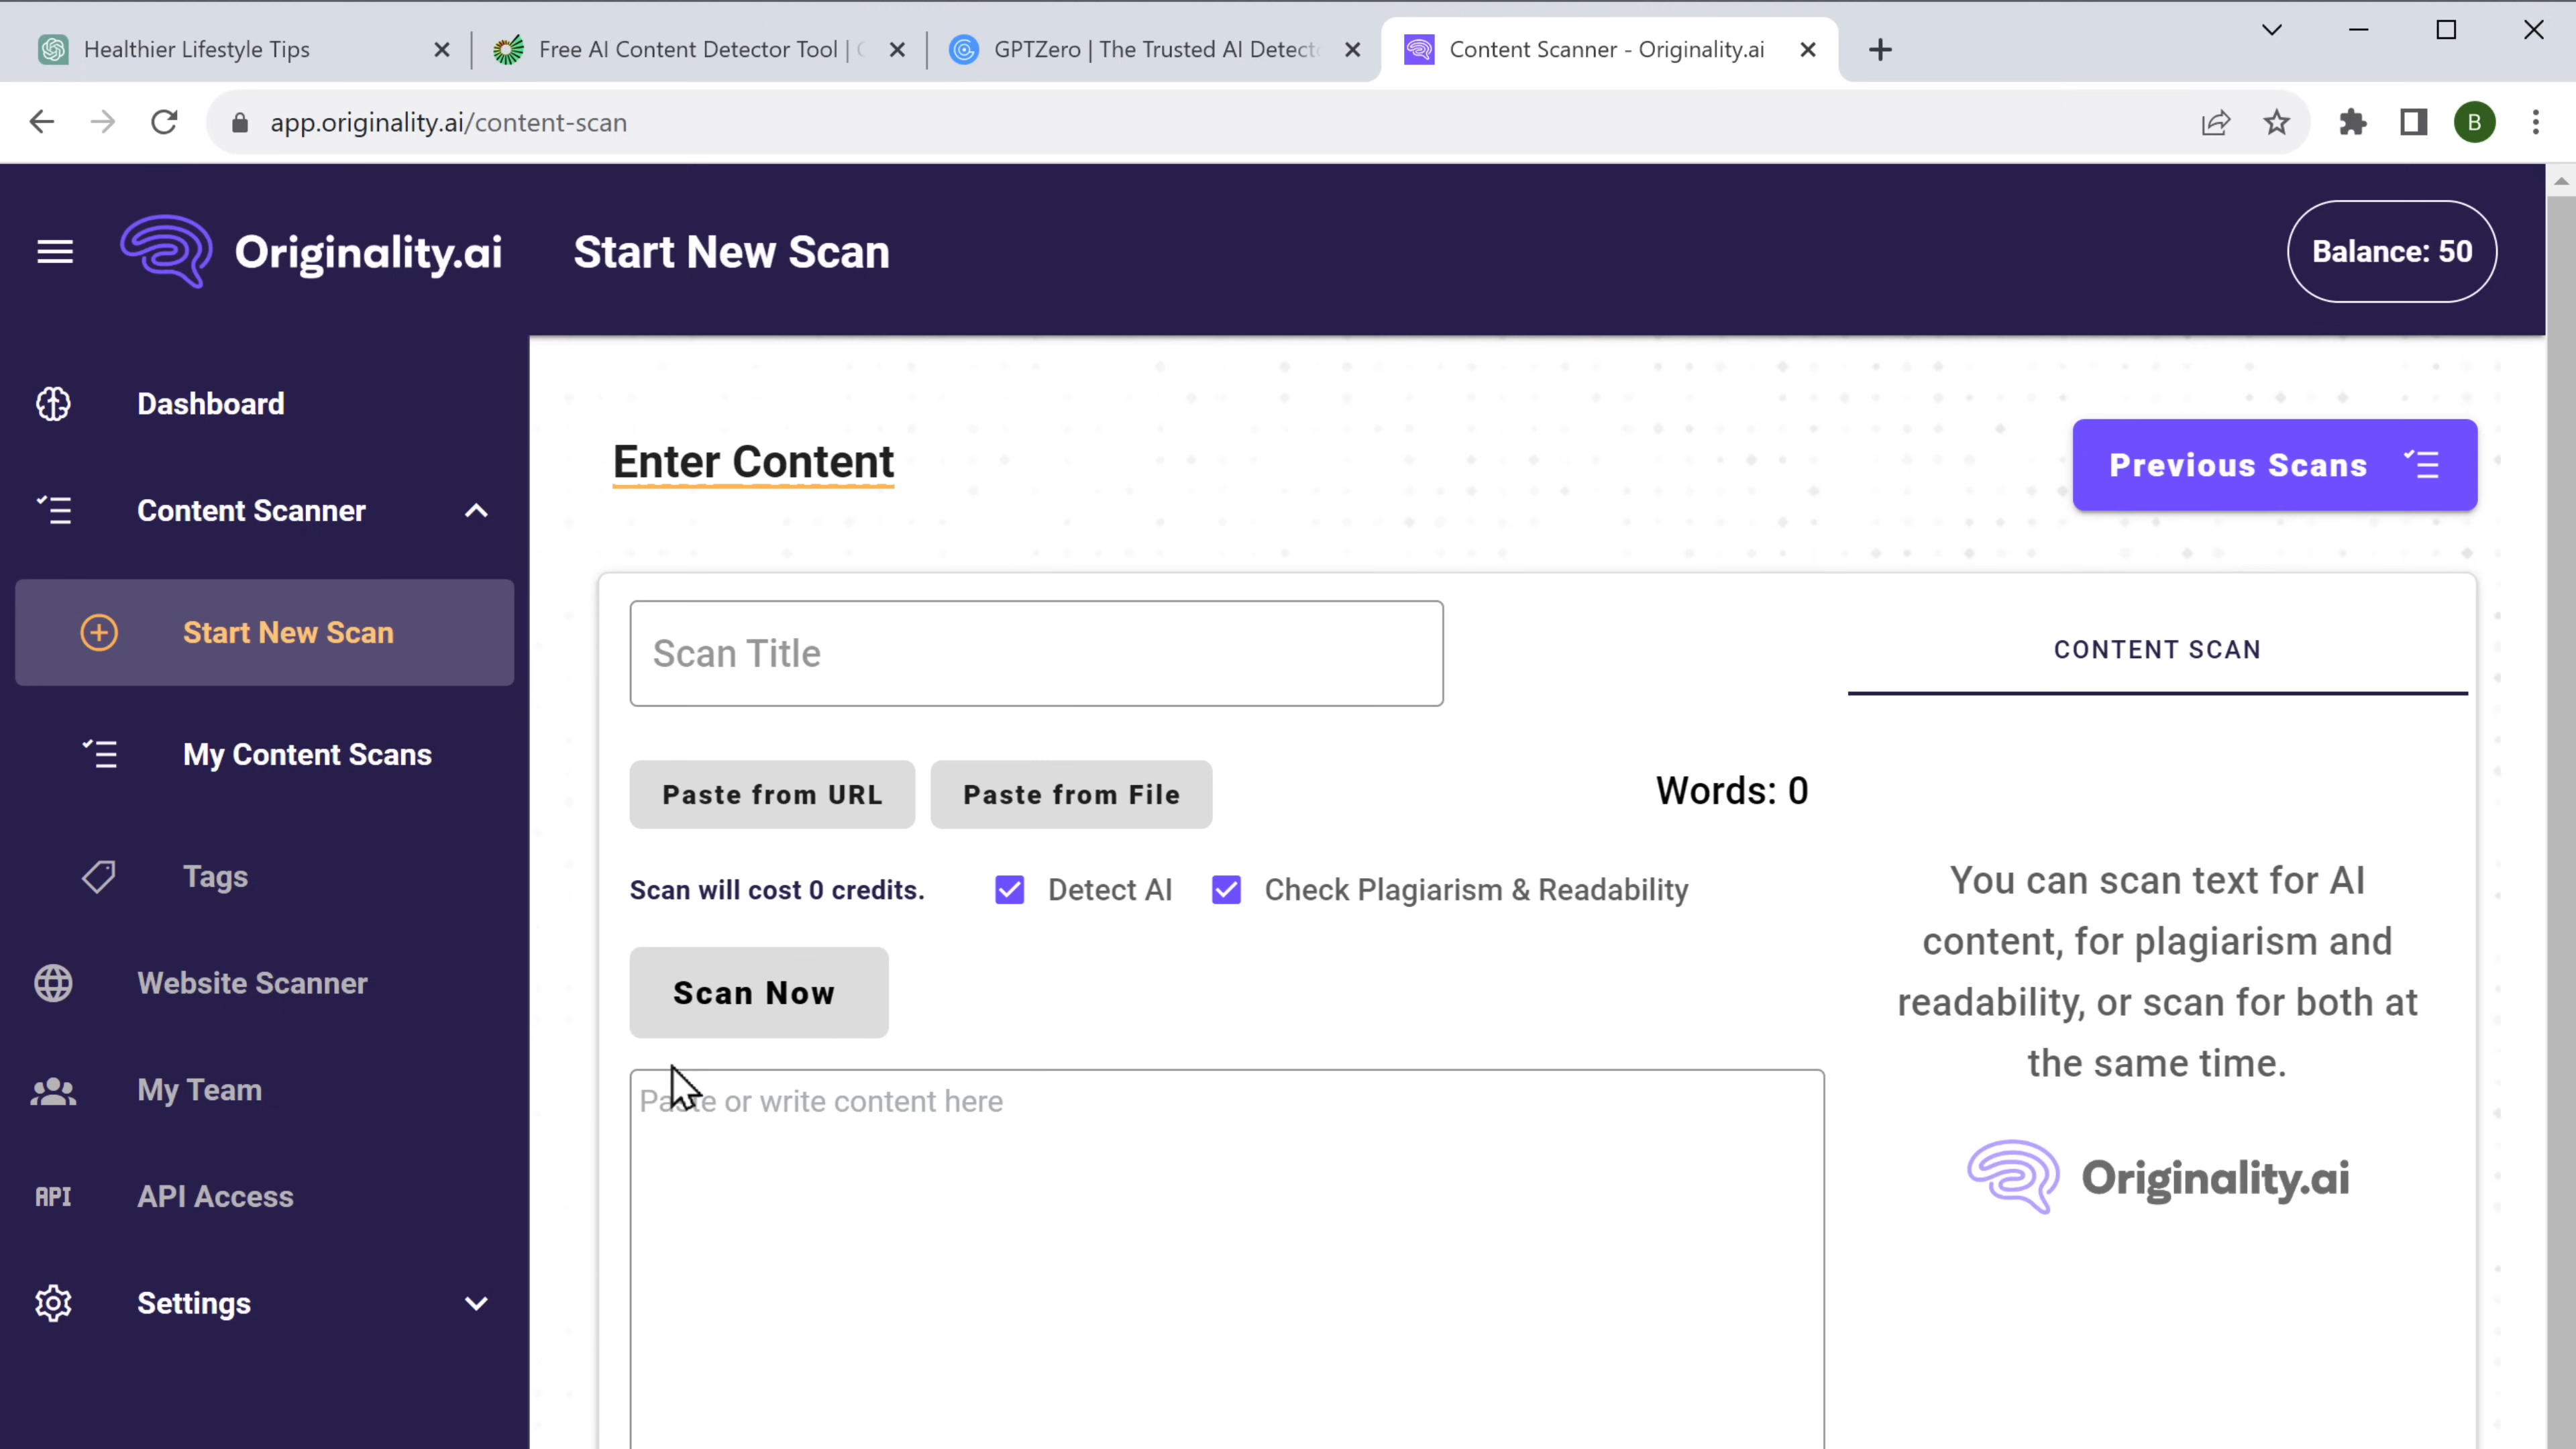 Healthier Lifestyle Tips
Free AI Content Detector Tool |
GPTZero | The Trusted AI Detect
Content Scanner - Originality.ai
app.originality.ai/content-scan
B
Originality.ai
Start New Scan
Balance: 50
Dashboard
Content Scanner
Start New Scan
My Content Scans
Tags
Website Scanner
My Team
API
API Access
Settings
Enter Content
Previous Scans
Scan Title
Paste from URL
Paste from File
Words: 0
Scan will cost 0 credits.
Detect AI
Check Plagiarism & Readability
Scan Now
Paste or write content here
CONTENT SCAN
You can scan text for AI
content, for plagiarism and
readability, or scan for both at
the same time.
Originality.ai